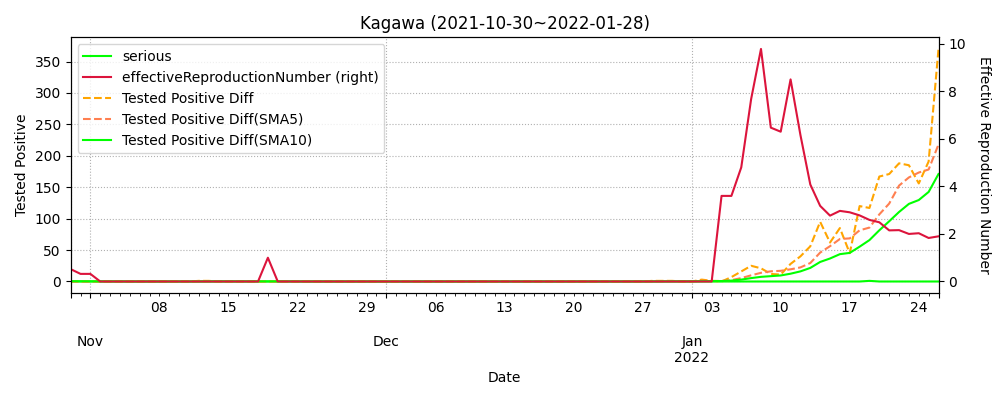 Kagawa (2021-10-30~2022-01-28)
serious
effectiveReproductionNumber (right)
Tested Positive Diff
Tested Positive Diff(SMA5)
Tested Positive Diff(SMA10)
Tested Positive
350
300
250
200
150
100
50
0
10
8
6
4
2
0
Effective Reproduction Number
08 15 22 29 06 13 20 27 03 10 17 24
Nov Dec Jan
2022
Date